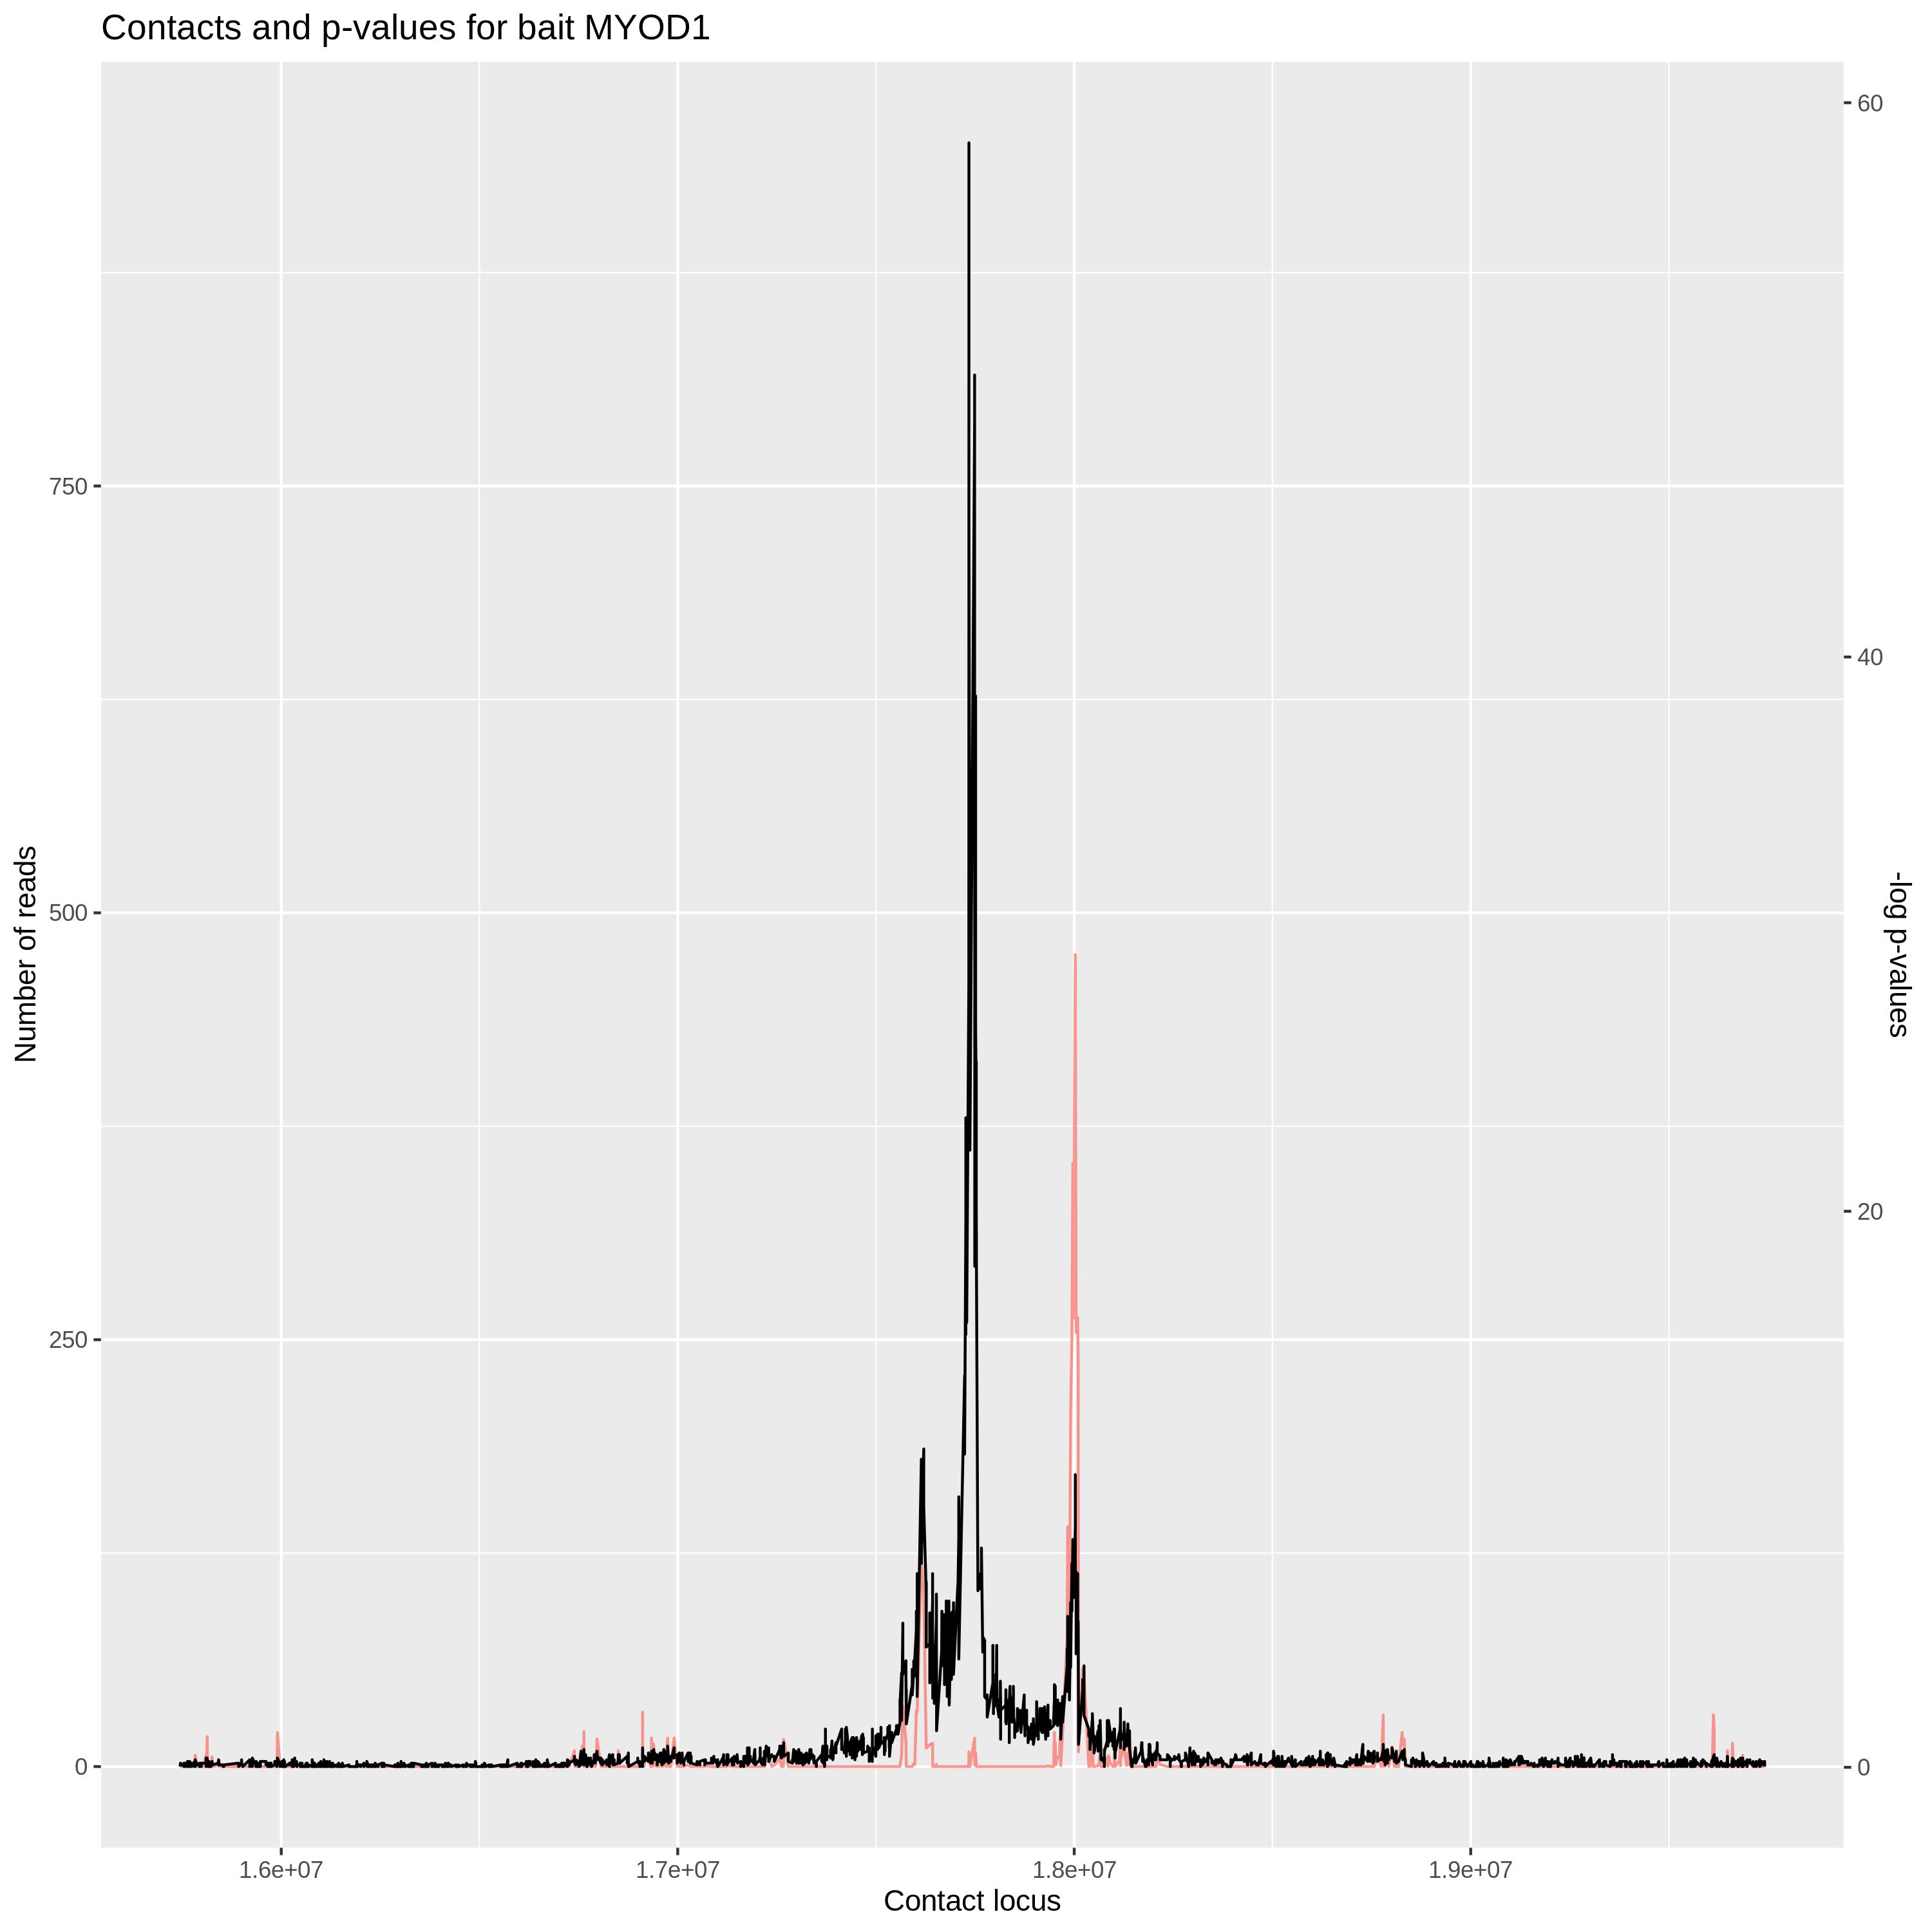 Contacts and p-values for bait MYOD1
60
750
40
Number of reads
-log p-values
500
20
250
0
0
1.6e+07
1.7e+07
1.8e+07
1.9e+07
Contact locus